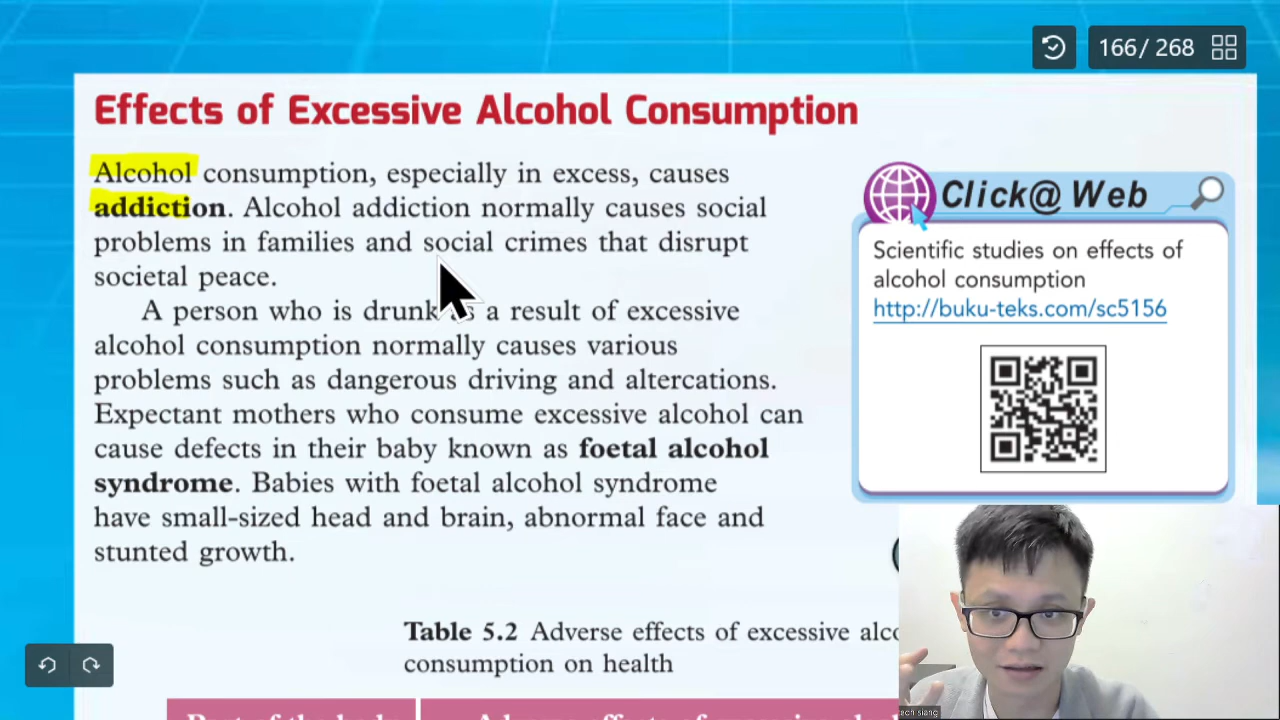 166/ 268
Effects of Excessive Alcohol Consumption
Alcohol consumption, especially in excess, causes
addiction. Alcohol addiction normally causes social
problems in families and social crimes that disrupt
societal peace.
A person who is drunk as a result of excessive
alcohol consumption normally causes various
problems such as dangerous driving and altercations.
Expectant mothers who consume excessive alcohol can
cause defects in their baby known as foetal alcohol
syndrome. Babies with foetal alcohol syndrome
have small-sized head and brain, abnormal face and
stunted growth.
Click@ Web
Scientific studies on effects of
alcohol consumption
http://buku-teks.com/sc5156
Table 5.2 Adverse effects of excessive
consumption on health